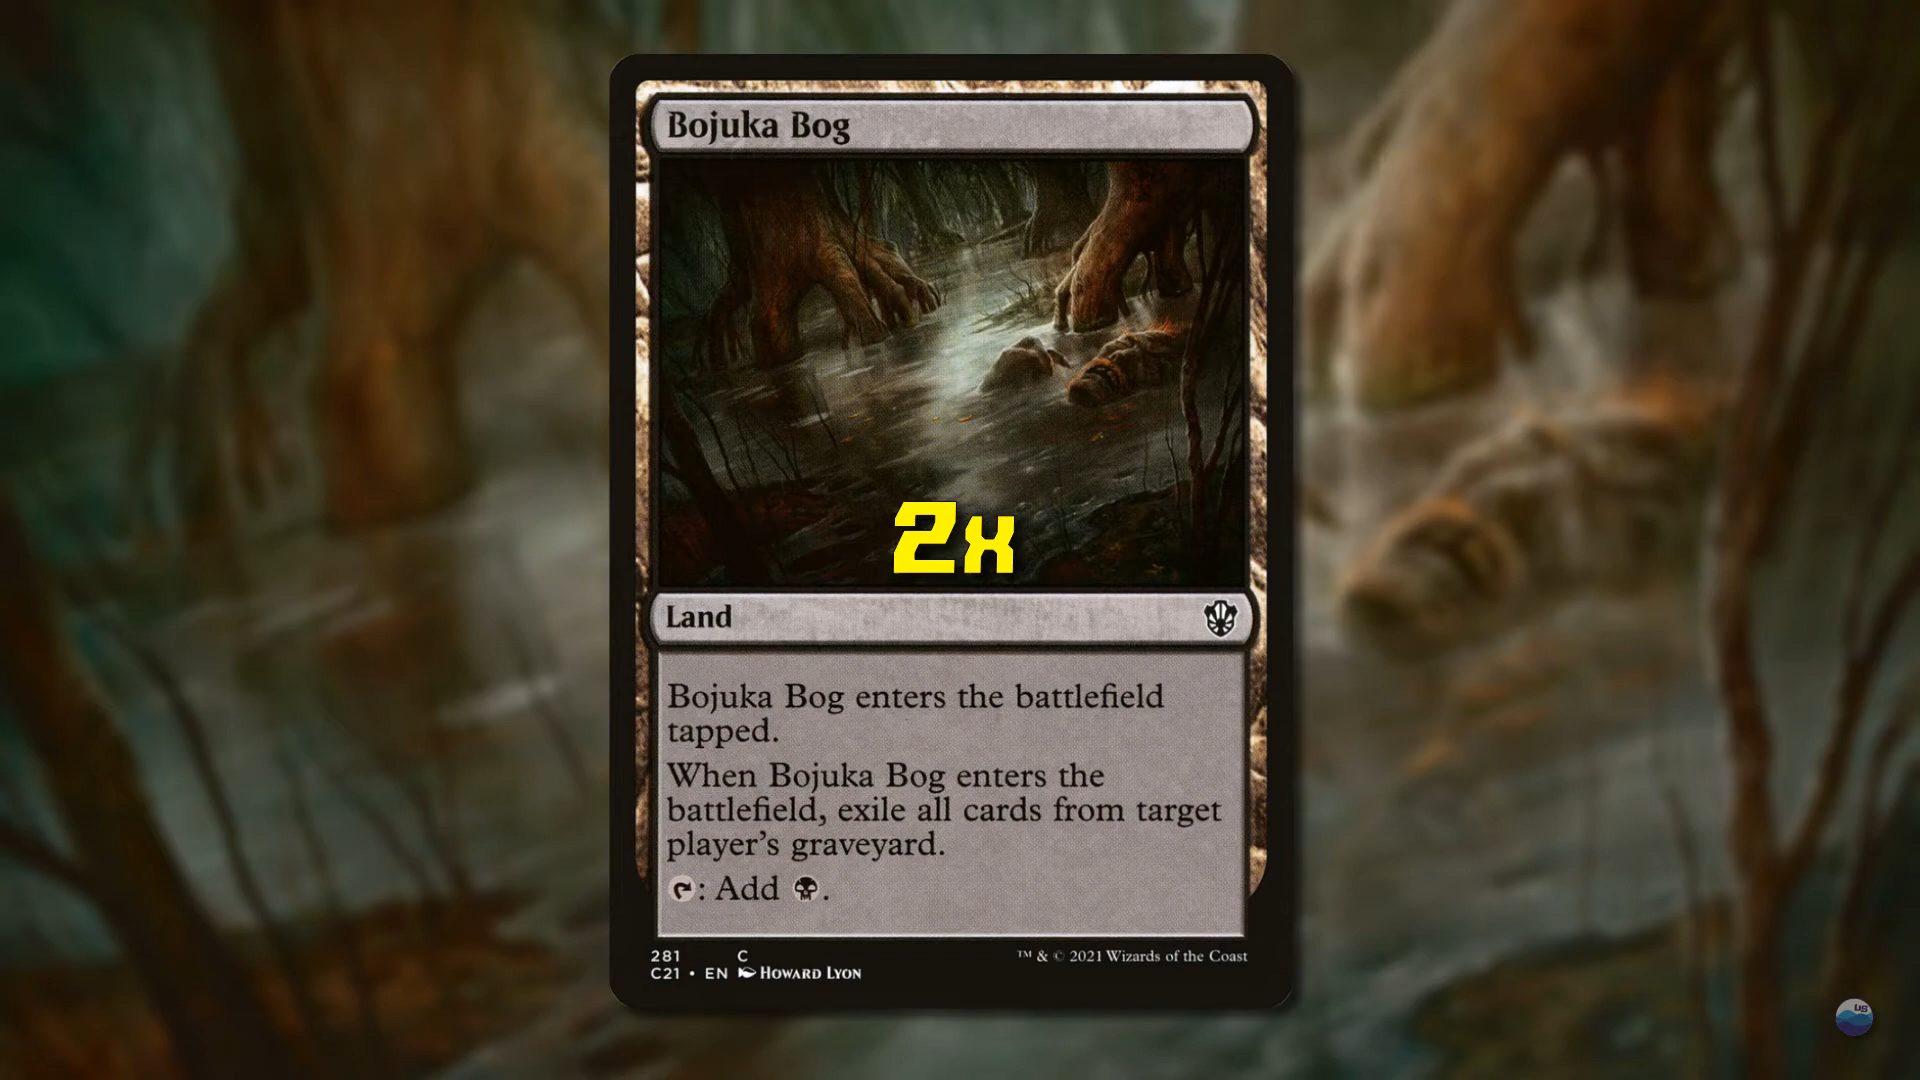 Bojuka Bog
2x
Land
Bojuka Bog enters the battlefield
tapped.
When Bojuka Bog enters the
battlefield, exile all cards from target
player's graveyard.
: Add .
281 C
C21 • EN Howard Lyon
™ & © 2021 Wizards of the Coast
US